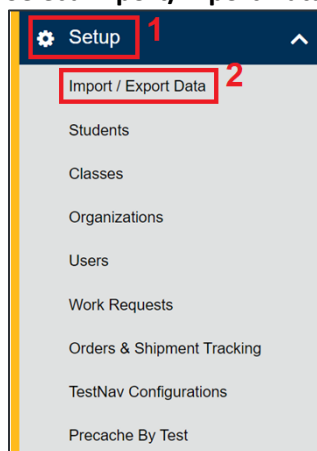 Setup 1
Import / Export Data 2
Students
Classes
Organizations
Users
Work Requests
Orders & Shipment Tracking
TestNav Configurations
Precache By Test